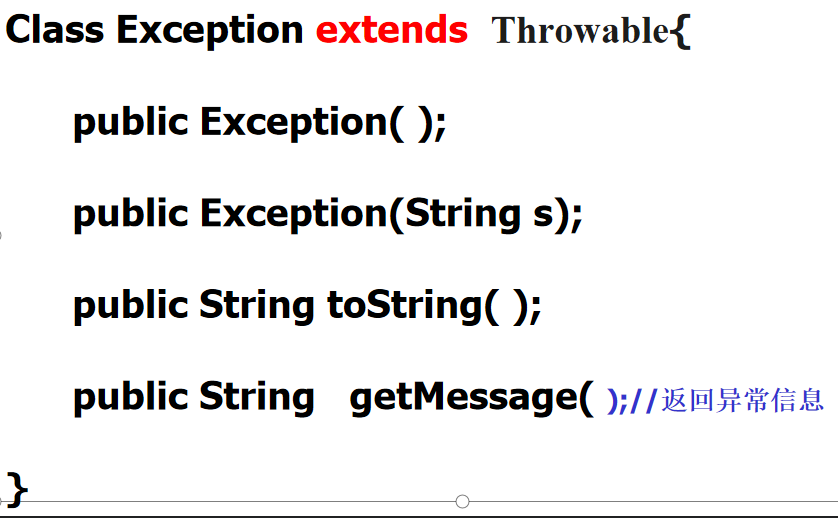 Class Exception extends Throwable{
public Exception( );
public Exception(String s);
public String toString( );
public String getMessage( );//返回异常信息
}